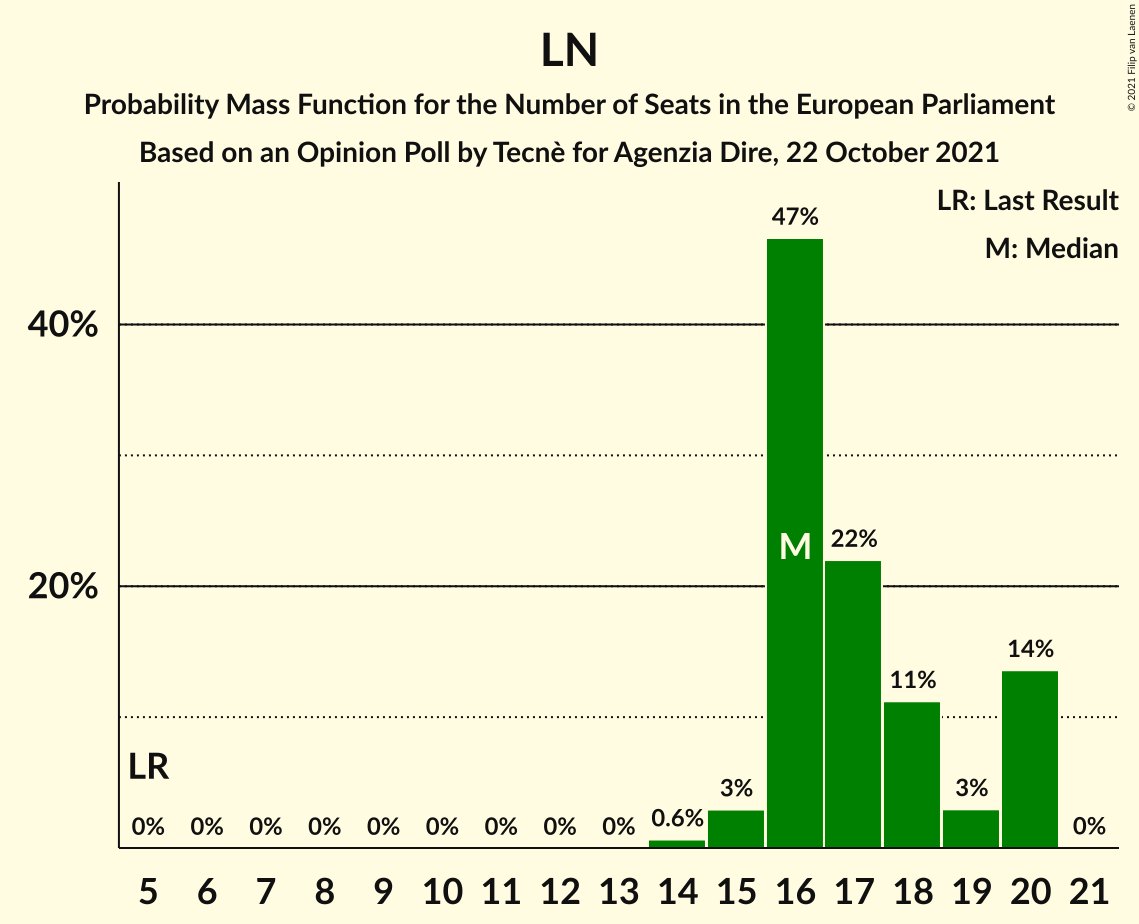 LN
Probability Mass Function for the Number of Seats in the European Parliament
Based on an Opinion Poll by Tecnè for Agenzia Dire, 22 October 2021
© 2021 Filip van Laenen
LR: Last Result
M: Median
47%
40%
M
22%
20%
14%
11%
LR
3%
3%
0% 0% 0% 0% 0% 0% 0% 0% 0% 0.6% 0%
5 6 7 8 9 10 11 12 13 14 15 16 17 18 19 20 21